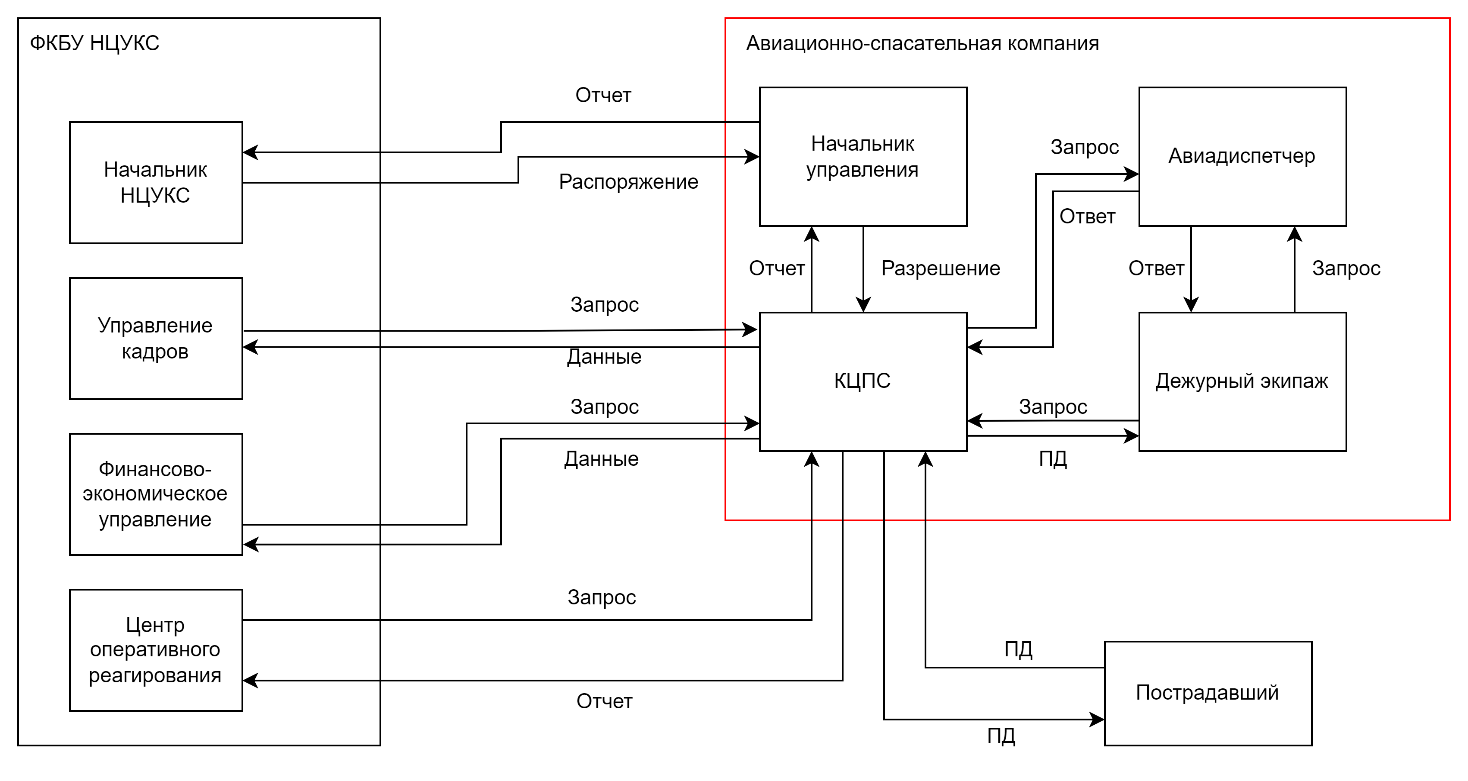 ФКБУ НЦУКС
Авиационно-спасательная компания
Отчет
Начальник
управления
Запрос
Авиадиспетчер
Начальник
НЦУКС
Распоряжение
Ответ
Отчет
Разрешение
Ответ
Запрос
Управление
кадров
Запрос
Данные
КЦПС
Дежурный экипаж
Запрос
Запрос
Данные
ПД
Финансово-
экономическое
управление
Запрос
Центр
оперативного
реагирования
Отчет
ПД
Пострадавший
ПД